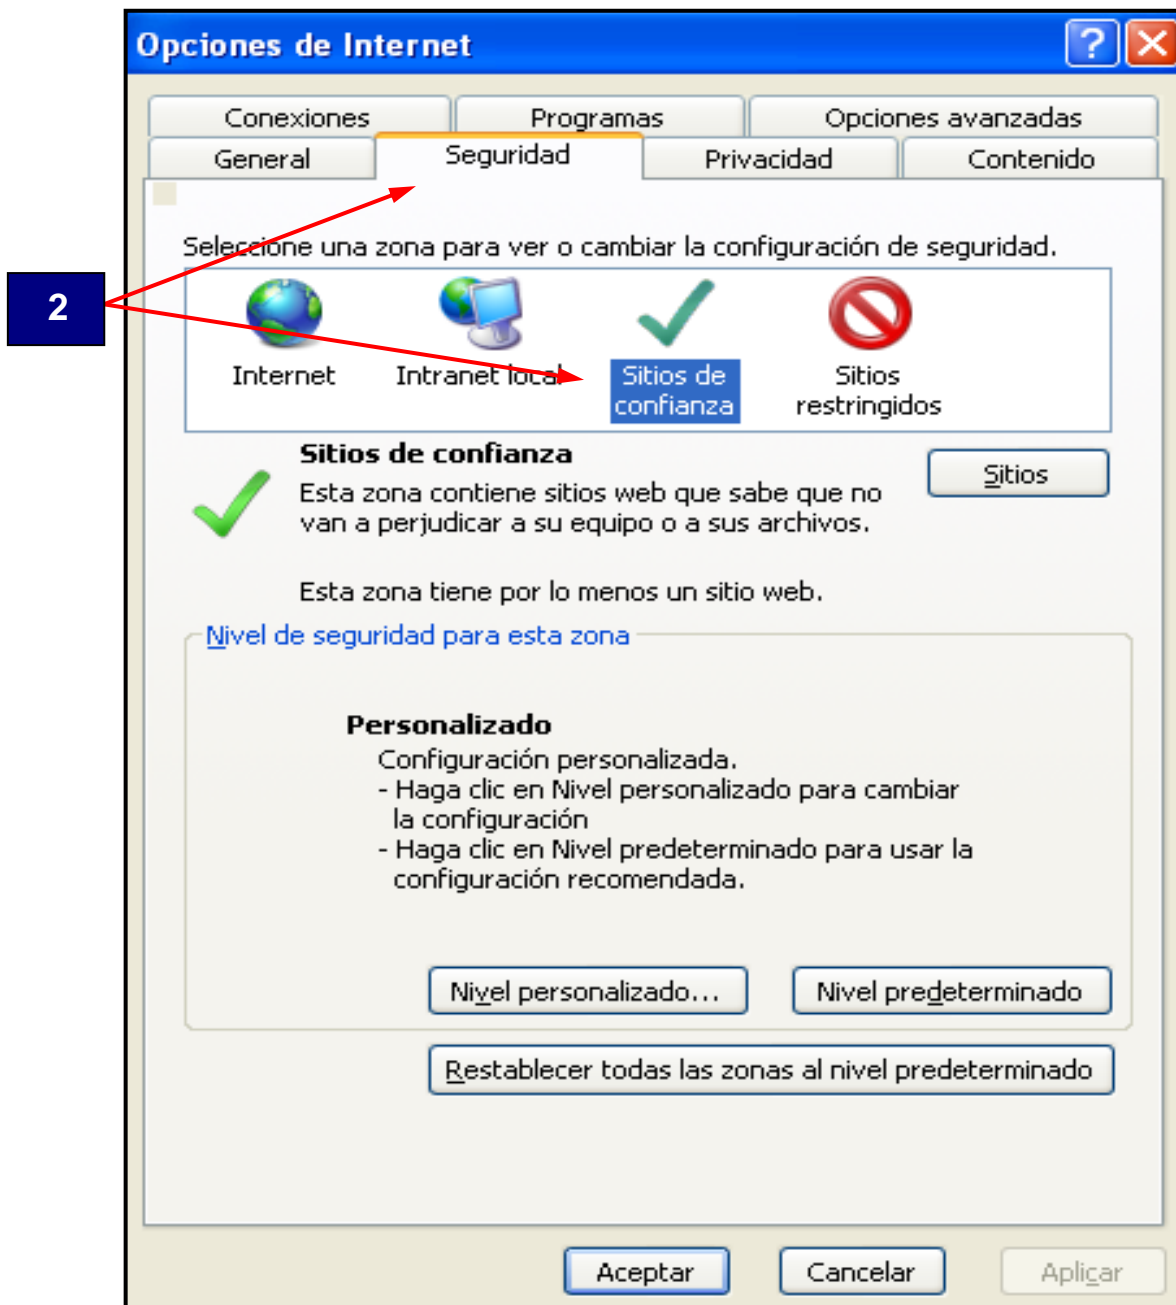 Opciones de Internet
Conexiones Programas Opciones avanzadas
General Seguridad Privacidad Contenido
Seleccione una zona para ver o cambiar la configuración de seguridad.
2
Internet Intranet local Sitios de confianza Sitios restringidos
Sitios de confianza
Sitios
Esta zona contiene sitios web que sabe que no
van a perjudicar a su equipo o a sus archivos.
Esta zona tiene por lo menos un sitio web.
Nivel de seguridad para esta zona
Personalizado
Configuración personalizada.
- Haga clic en Nivel personalizado para cambiar
la configuración
- Haga clic en Nivel predeterminado para usar la
configuración recomendada.
Nivel personalizado... Nivel predeterminado
Restablecer todas las zonas al nivel predeterminado
Aceptar Cancelar Aplicar